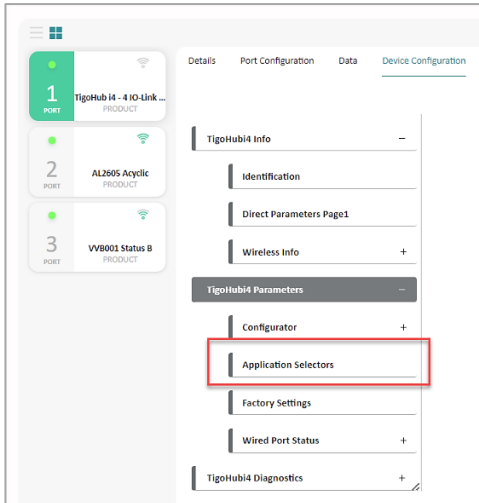 Details Port Configuration Data Device Configuration
1
PORT
TigoHub i4 - 4 IO-Link ...
PRODUCT
2
PORT
AL2605 Acyclic
PRODUCT
3
PORT
VVB001 Status B
PRODUCT
TigoHubi4 Info −
Identification
Direct Parameters Page1
Wireless Info +
TigoHubi4 Parameters −
Configurator +
Application Selectors
Factory Settings
Wired Port Status +
TigoHubi4 Diagnostics +